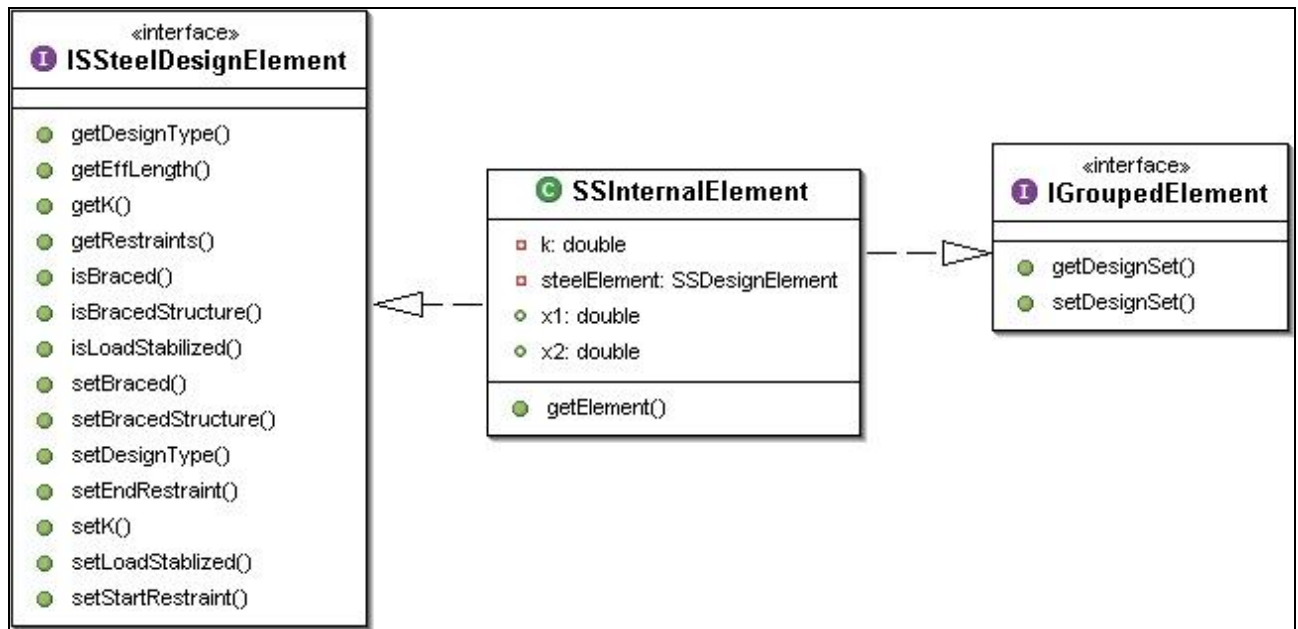 «interface»
I ISSteelDesignElement
getDesignType()
getEffLength()
getK()
getRestraints()
isBraced()
isBracedStructure()
isLoadStabilized()
setBraced()
setBracedStructure()
setDesignType()
setEndRestraint()
setK()
setLoadStablized()
setStartRestraint()
C SSInternalElement
k: double
steelElement: SSDesignElement
x1: double
x2: double
getElement()
«interface»
I IGroupedElement
getDesignSet()
setDesignSet()